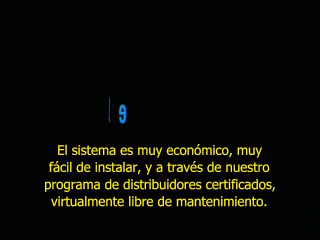 El sistema es muy económico, muy
fácil de instalar, y a través de nuestro
programa de distribuidores certificados,
virtualmente libre de mantenimiento.